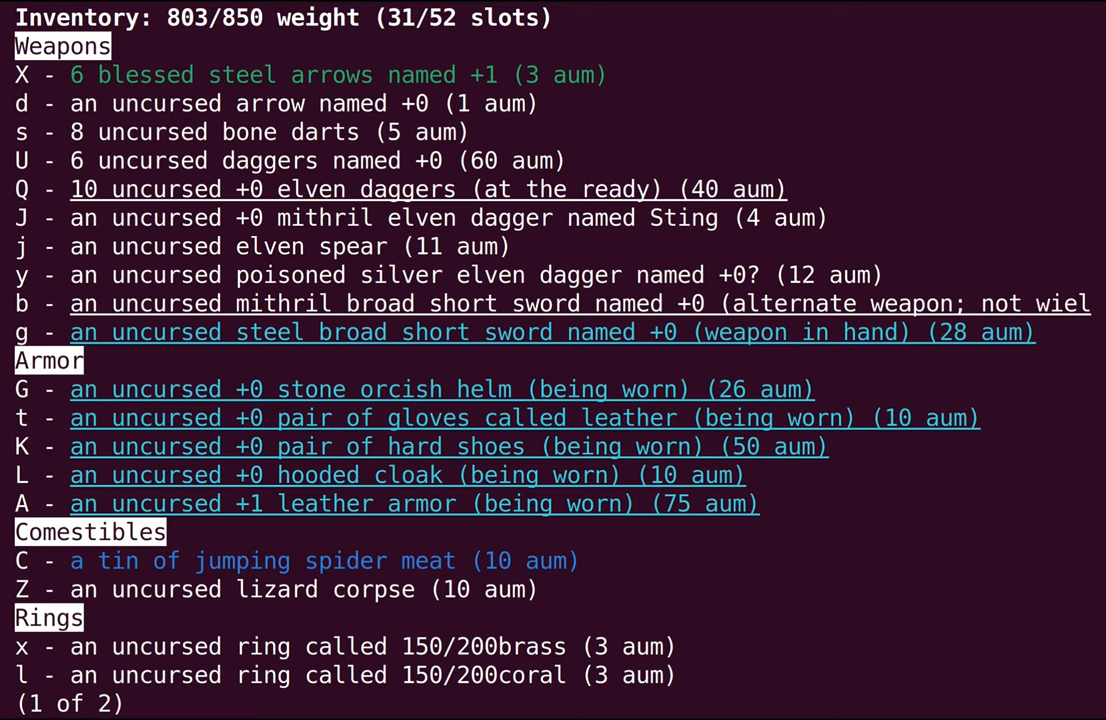 Inventory: 803/850 weight (31/52 slots)
Weapons
X - 6 blessed steel arrows named +1 (3 aum)
d - an uncursed arrow named +0 (1 aum)
s - 8 uncursed bone darts (5 aum)
U - 6 uncursed daggers named +0 (60 aum)
Q - 10 uncursed +0 elven daggers (at the ready) (40 aum)
J - an uncursed +0 mithril elven dagger named Sting (4 aum)
j - an uncursed elven spear (11 aum)
y - an uncursed poisoned silver elven dagger named +0? (12 aum)
b - an uncursed mithril broad short sword named +0 (alternate weapon; not wiel
g - an uncursed steel broad short sword named +0 (weapon in hand) (28 aum)
Armor
G - an uncursed +0 stone orcish helm (being worn) (26 aum)
t - an uncursed +0 pair of gloves called leather (being worn) (10 aum)
K - an uncursed +0 pair of hard shoes (being worn) (50 aum)
L - an uncursed +0 hooded cloak (being worn) (10 aum)
A - an uncursed +1 leather armor (being worn) (75 aum)
Comestibles
C - a tin of jumping spider meat (10 aum)
Z - an uncursed lizard corpse (10 aum)
Rings
x - an uncursed ring called 150/200brass (3 aum)
l - an uncursed ring called 150/200coral (3 aum)
(1 of 2)